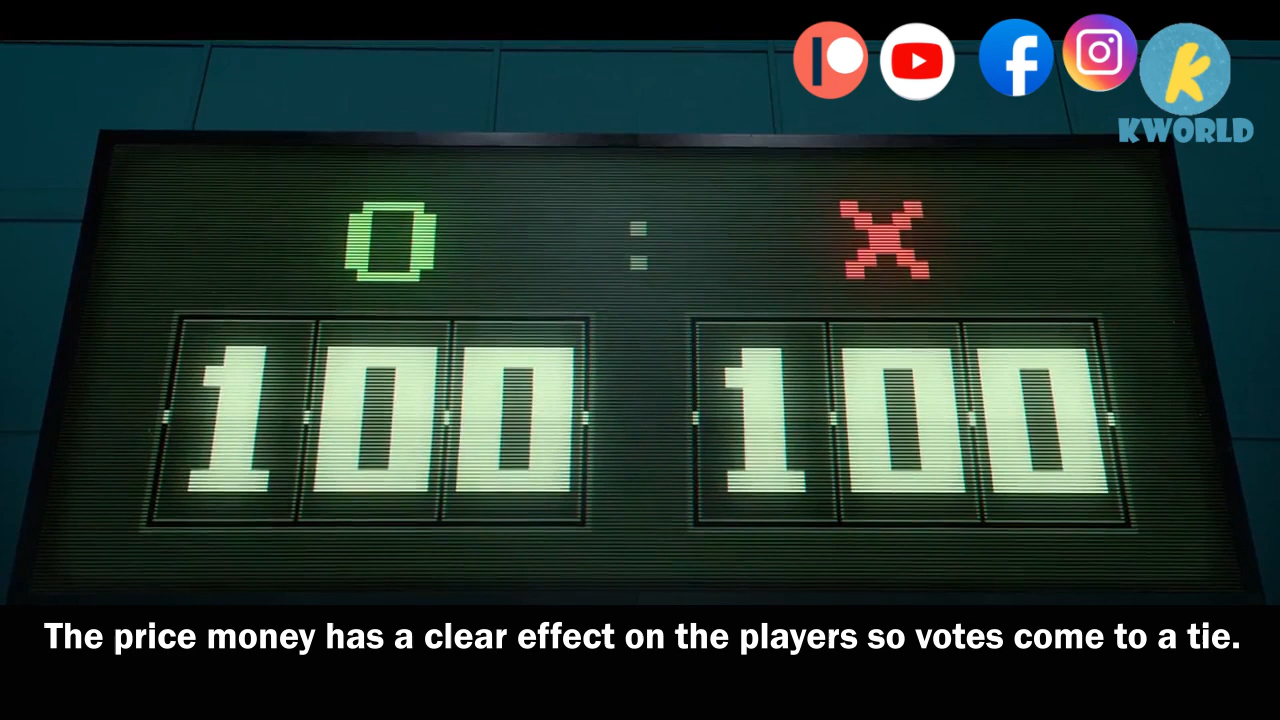 K
KWORLD
O : X
100 100
The price money has a clear effect on the players so votes come to a tie.